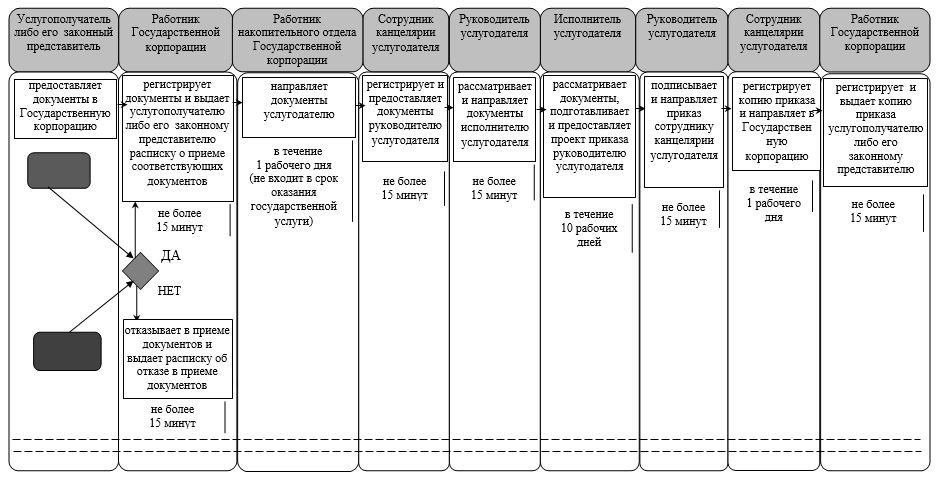 Услугополучатель
либо его законный
представитель
Работник
Государственной
корпорации
Работник
накопительного отдела
Государственной
корпорации
Сотрудник
канцелярии
услугодателя
Руководитель
услугодателя
Исполнитель
услугодателя
Руководитель
услугодателя
Сотрудник
канцелярии
услугодателя
Работник
Государственной
корпорации
предоставляет
документы в
Государственную
корпорацию
регистрирует
документы и выдает
услугополучателю
либо его законному
представителю
расписку о приеме
соответствующих
документов
не более
15 минут
ДА
НЕТ
отказывает в приеме
документов и
выдает расписку об
отказе в приеме
документов
не более
15 минут
направляет
документы
услугодателю
в течение
1 рабочего дня
(не входит в срок
оказания
государственной
услуги)
регистрирует и
предоставляет
документы
руководителю
услугодателя
не более
15 минут
рассматривает
и направляет
документы
исполнителю
услугодателя
не более
15 минут
рассматривает
документы,
подготавливает
и предоставляет
проект приказа
руководителю
услугодателя
в течение
10 рабочих
дней
подписывает
и направляет
приказ
сотруднику
канцелярии
услугодателя
не более
15 минут
регистрирует
копию приказа
и направляет в
Государствен
ную
корпорацию
в течение
1 рабочего
дня
регистрирует и
выдает копию
приказа
услугополучателю
либо его
законному
представителю
не более
15 минут